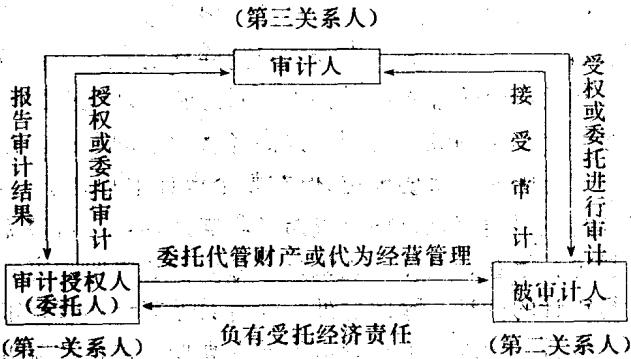 (第三关系人)
审计人
报告审计结果
授权或委托审计
接受审计
受权或委托进行审计
委托代管财产或代为经营管理
审计授权人
(委托人)
被审计人
负有受托经济责任
(第一关系人)
(第二关系人)